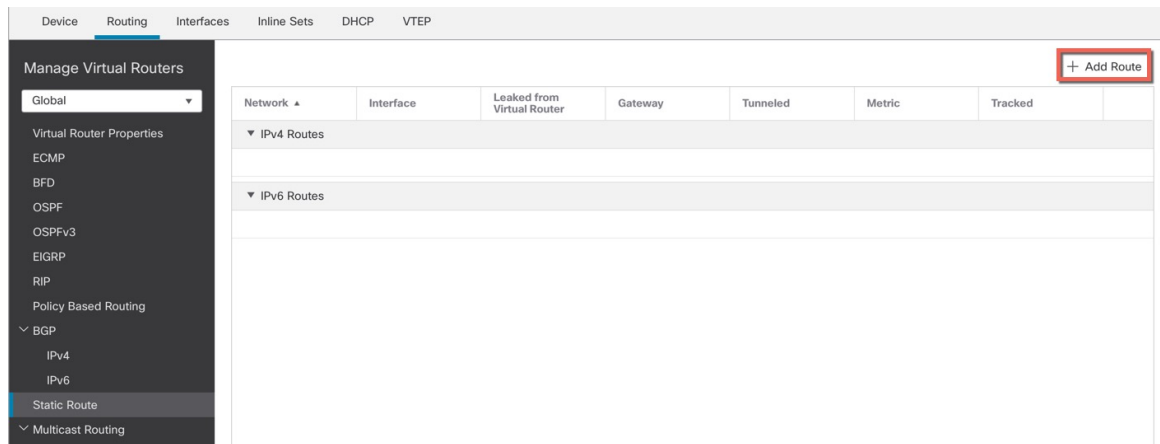 Device Routing Interfaces Inline Sets DHCP VTEP
Manage Virtual Routers
Global
Virtual Router Properties
ECMP
BFD
OSPF
OSPFv3
EIGRP
RIP
Policy Based Routing
BGP
IPv4
IPv6
Static Route
Multicast Routing
+ Add Route
Network Interface Leaked from Virtual Router Gateway Tunneled Metric Tracked
IPv4 Routes
IPv6 Routes